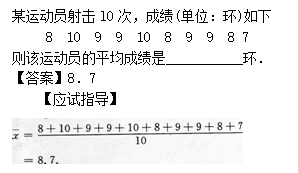 某运动员射击10次，成绩(单位：环)如下
8 10 9 9 10 8 9 9 8 7
则该运动员的平均成绩是__________环．
【答案】8．7
【应试指导】
x̄ = (8+10+9+9+10+8+9+9+8+7)/10
= 8.7.